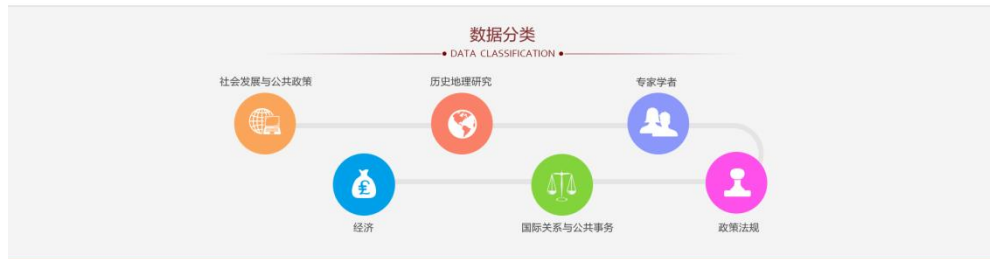 数据分类
DATA CLASSIFICATION
社会发展与公共政策
历史地理研究
专家学者
经济
国际关系与公共事务
政策法规